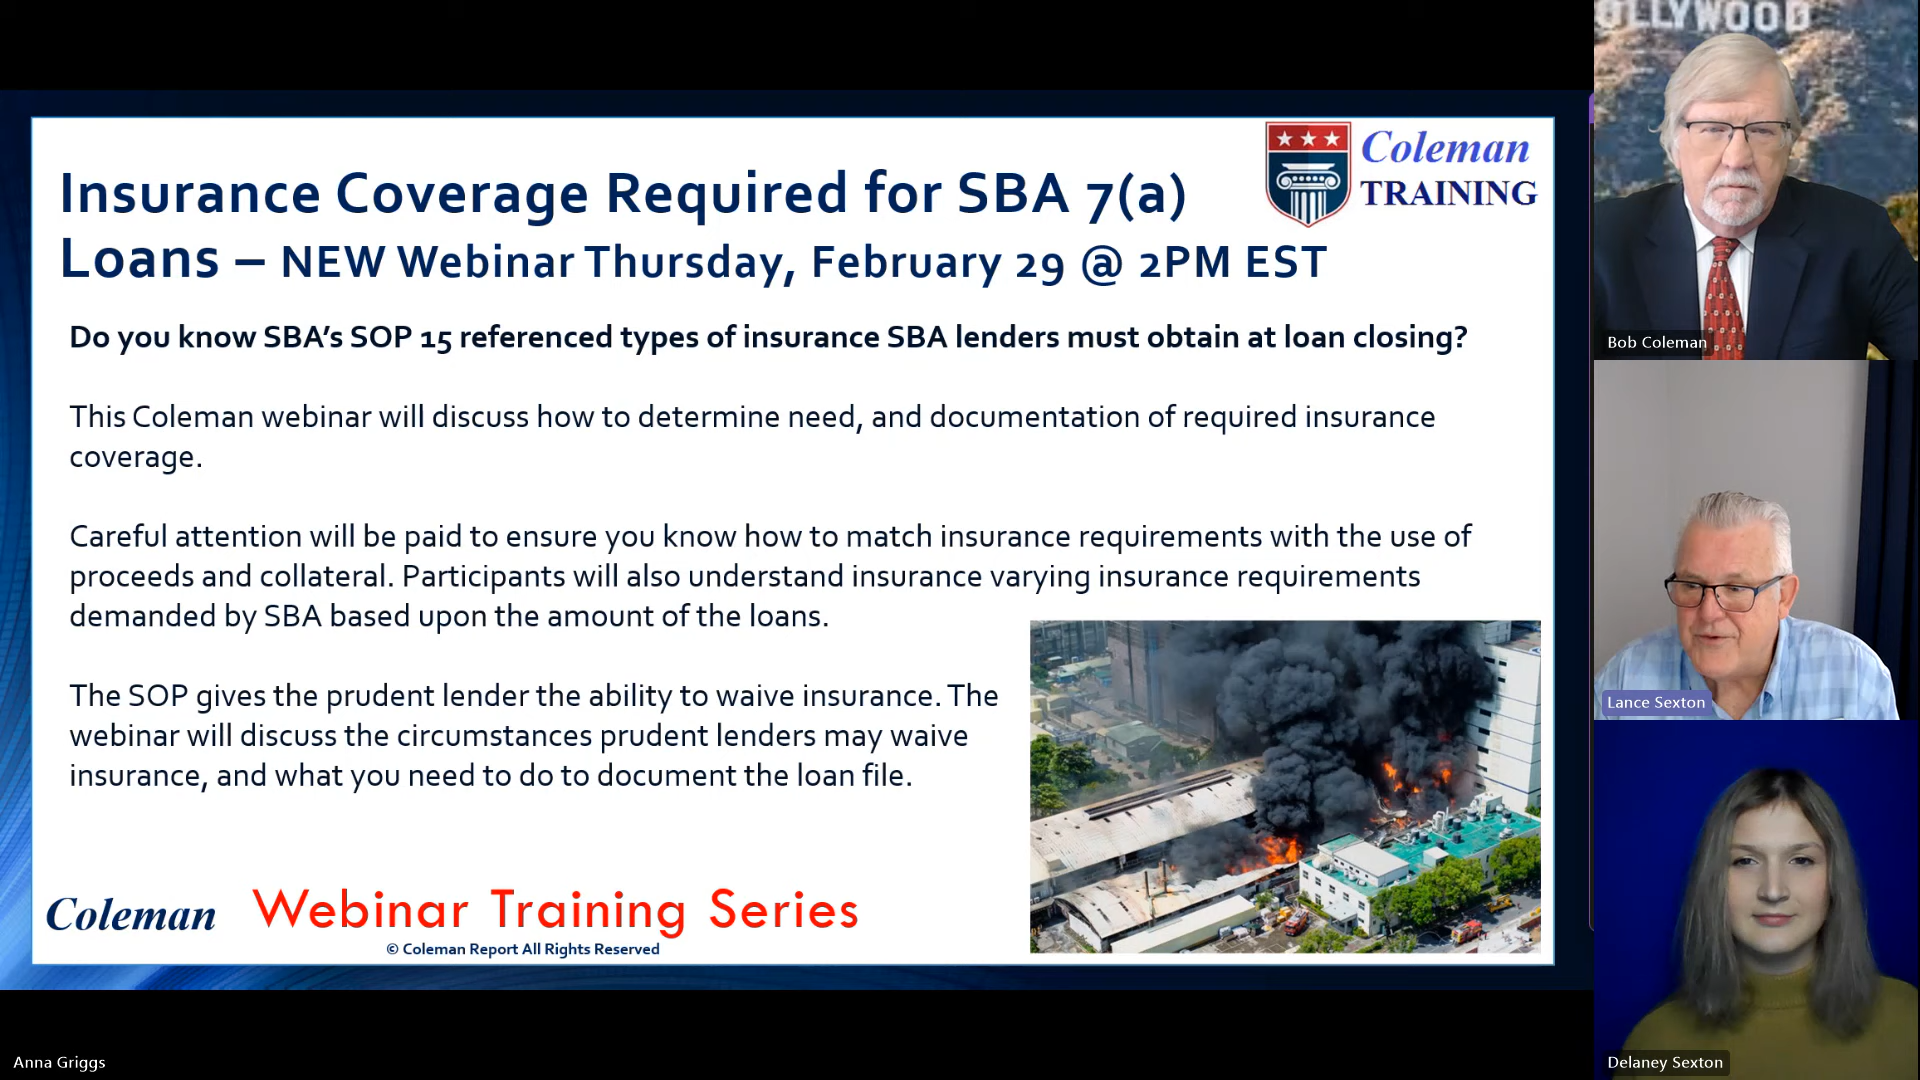 Insurance Coverage Required for SBA 7(a)
Loans – NEW Webinar Thursday, February 29 @ 2PM EST
Coleman
TRAINING
Do you know SBA’s SOP 15 referenced types of insurance SBA lenders must obtain at loan closing?
This Coleman webinar will discuss how to determine need, and documentation of required insurance
coverage.
Careful attention will be paid to ensure you know how to match insurance requirements with the use of
proceeds and collateral. Participants will also understand insurance varying insurance requirements
demanded by SBA based upon the amount of the loans.
The SOP gives the prudent lender the ability to waive insurance. The
webinar will discuss the circumstances prudent lenders may waive
insurance, and what you need to do to document the loan file.
Coleman Webinar Training Series
© Coleman Report All Rights Reserved
Anna Griggs
OLLYWOOD
Bob Coleman
Lance Sexton
Delaney Sexton